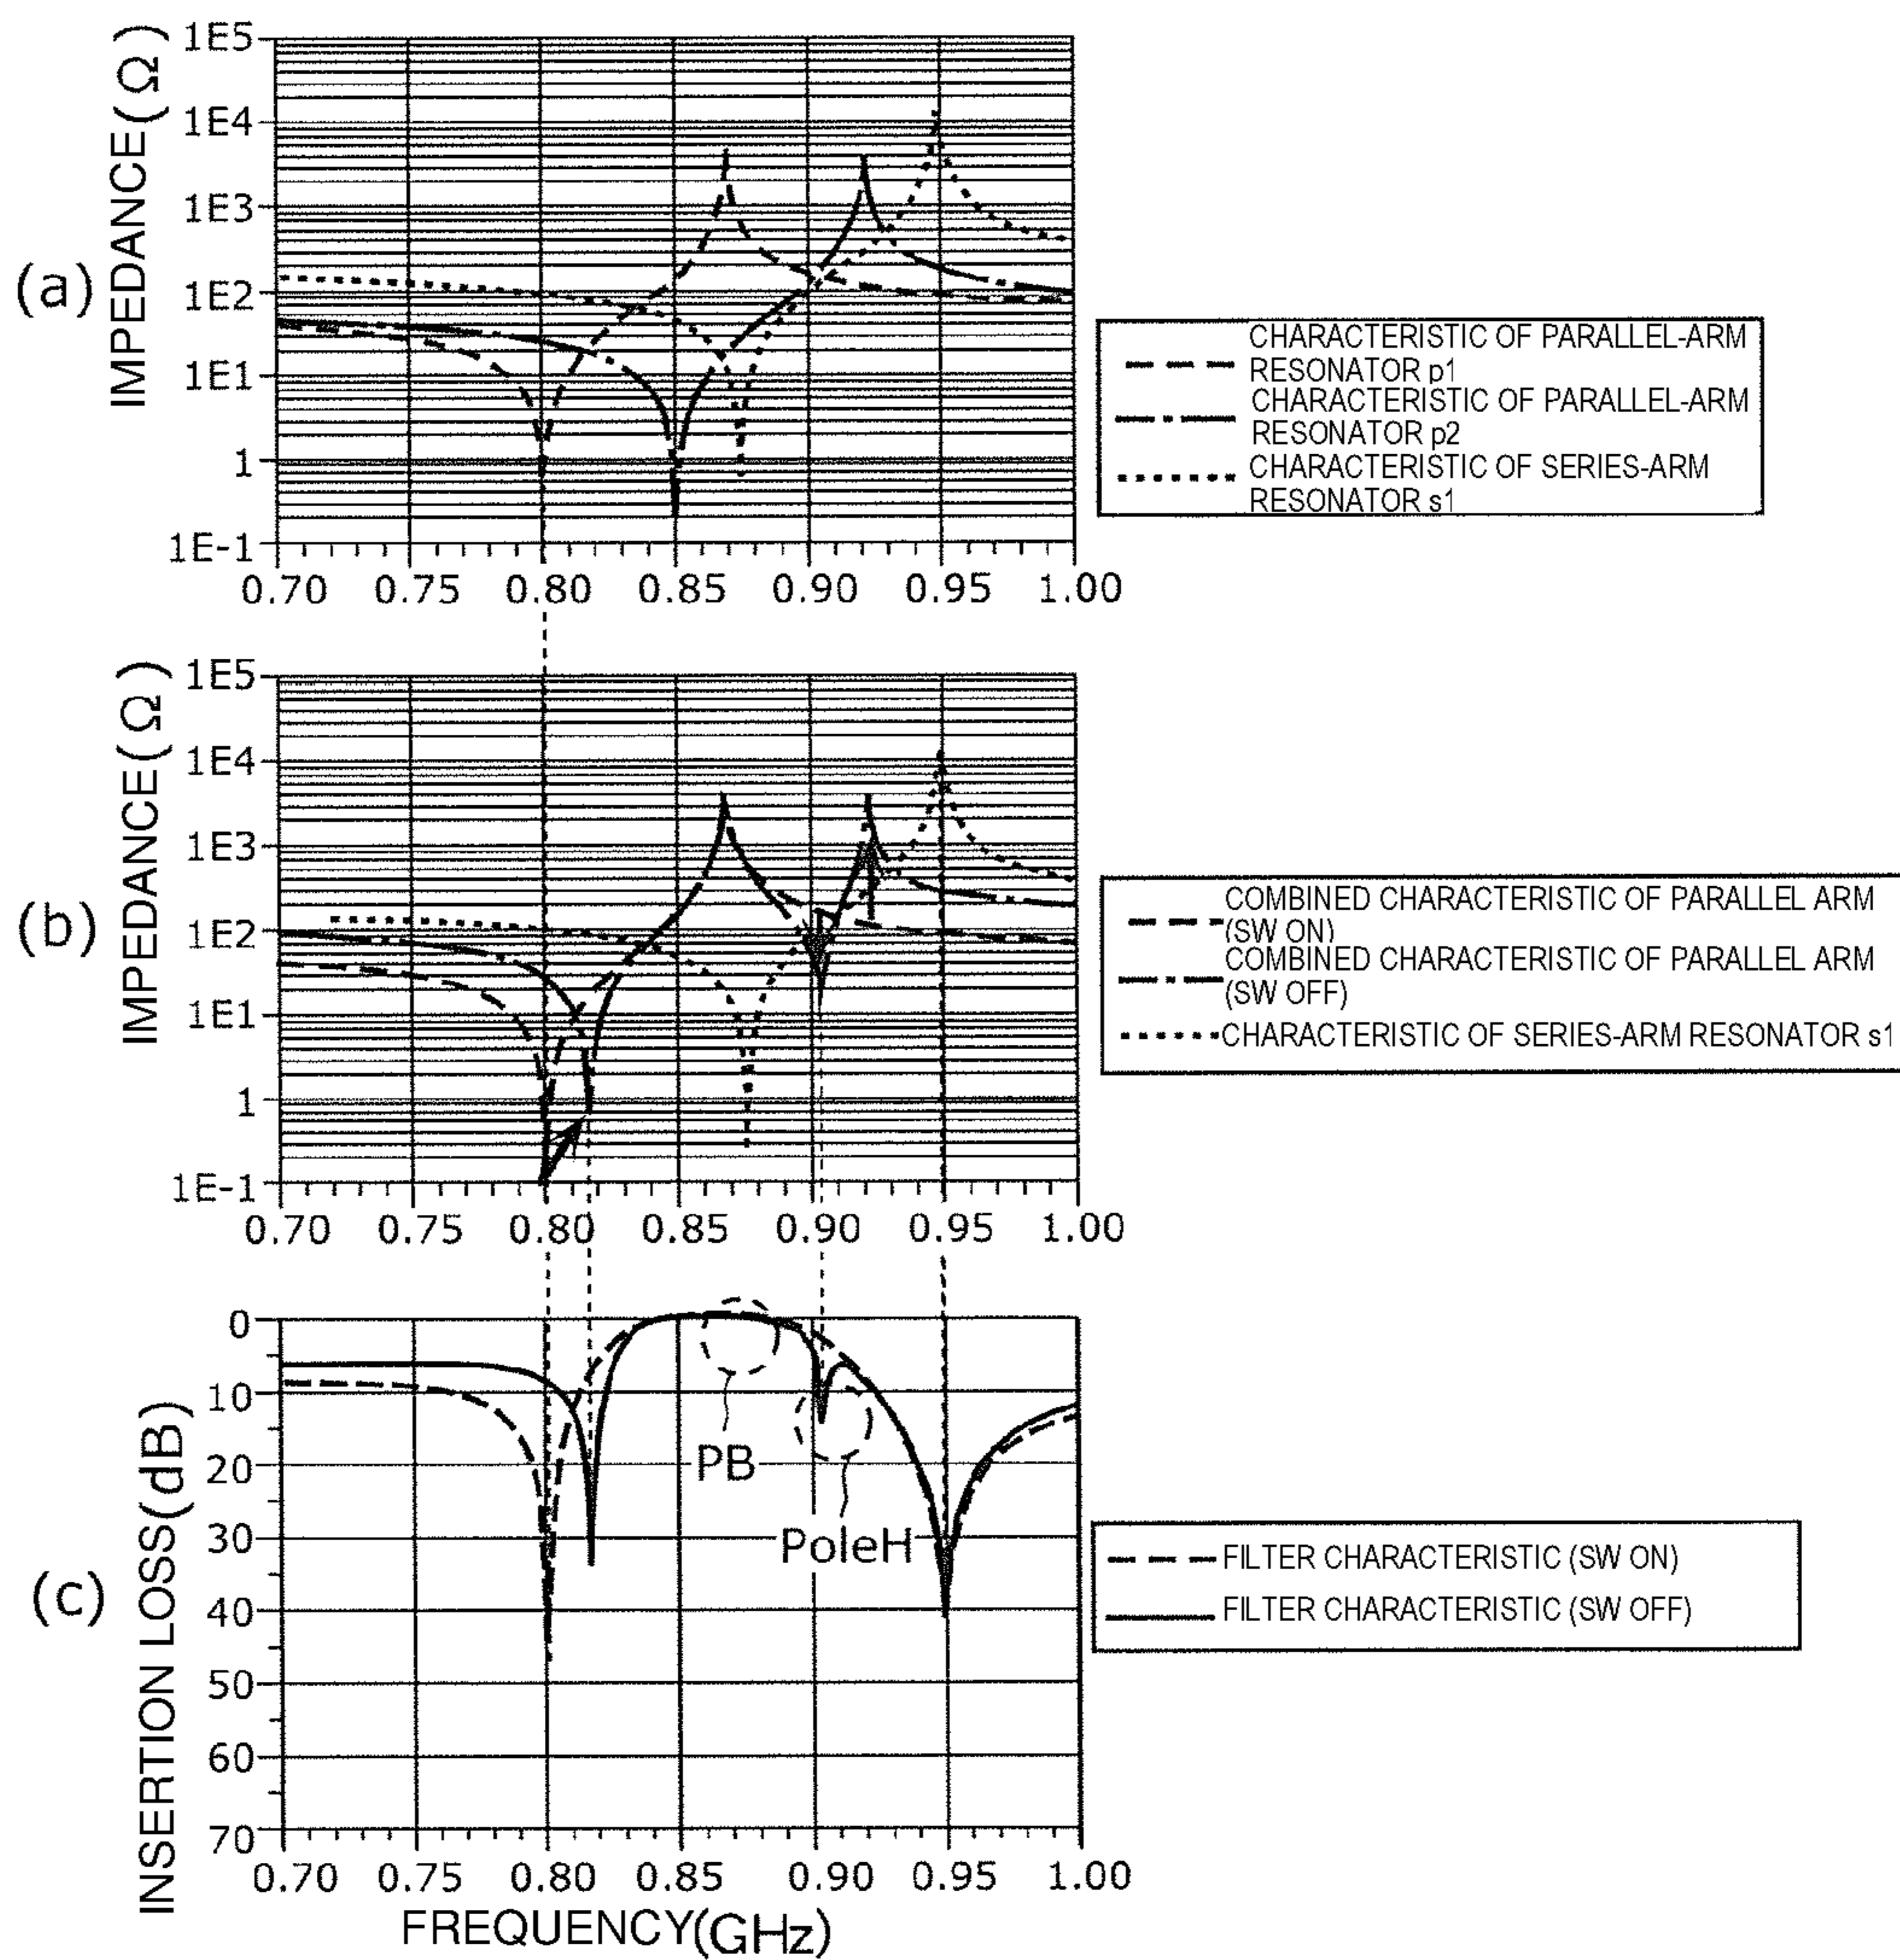 (a)
IMPEDANCE(Ω)
1E5
1E4
1E3
1E2
1E1
1
1E-1
0.70 0.75 0.80 0.85 0.90 0.95 1.00
CHARACTERISTIC OF PARALLEL-ARM
RESONATOR p1
CHARACTERISTIC OF PARALLEL-ARM
RESONATOR p2
CHARACTERISTIC OF SERIES-ARM
RESONATOR s1
(b)
IMPEDANCE(Ω)
1E5
1E4
1E3
1E2
1E1
1
1E-1
0.70 0.75 0.80 0.85 0.90 0.95 1.00
COMBINED CHARACTERISTIC OF PARALLEL ARM
(SW ON)
COMBINED CHARACTERISTIC OF PARALLEL ARM
(SW OFF)
CHARACTERISTIC OF SERIES-ARM RESONATOR s1
(c)
INSERTION LOSS(dB)
0
10
20
30
40
50
60
70
PB
PoleH
0.70 0.75 0.80 0.85 0.90 0.95 1.00
FREQUENCY(GHz)
FILTER CHARACTERISTIC (SW ON)
FILTER CHARACTERISTIC (SW OFF)